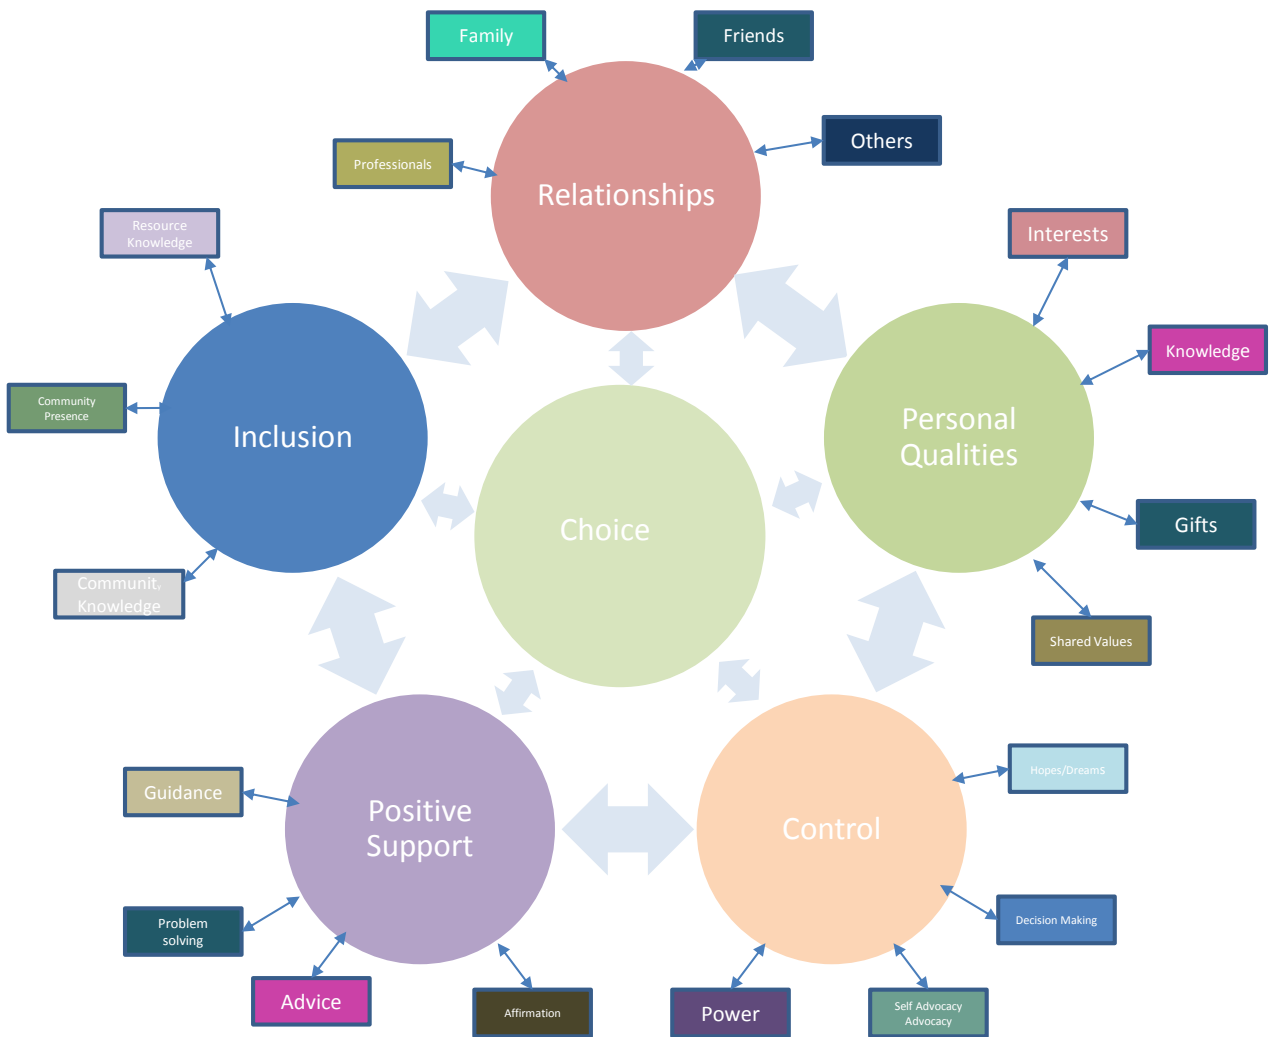 Family
Friends
Others
Professionals
Relationships
Resource
Knowledge
Interests
Knowledge
Community
Presence
Inclusion
Personal
Qualities
Choice
Gifts
Community
Knowledge
Shared Values
Hopes/DreamS
Guidance
Positive
Support
Control
Problem
solving
Decision Making
Advice
Affirmation
Power
Self Advocacy
Advocacy